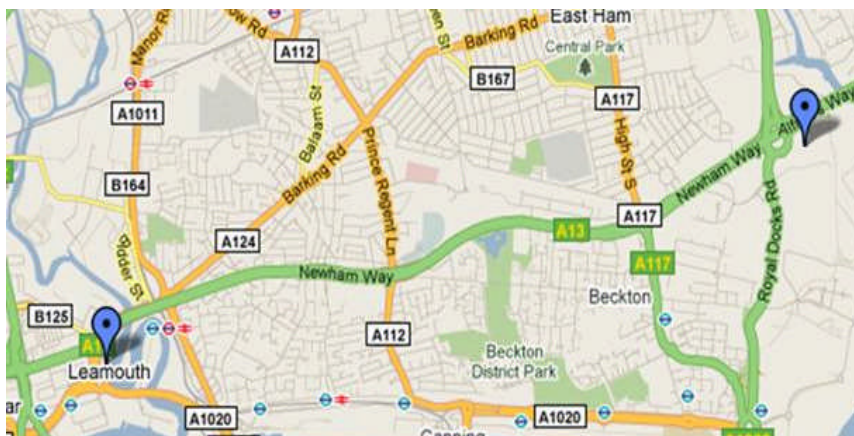 East Ham
Manor Rd
Barking Rd
Central Park
A112
B167
A117
A1011
Balaam St
Prince Regent Ln
High St S
Newham Way
Barking Rd
B164
A117
A13
A124
A117
Royal Docks Rd
Bidder St
Newham Way
Beckton
B125
A112
Leamouth
Beckton
District Park
A1020
A1020